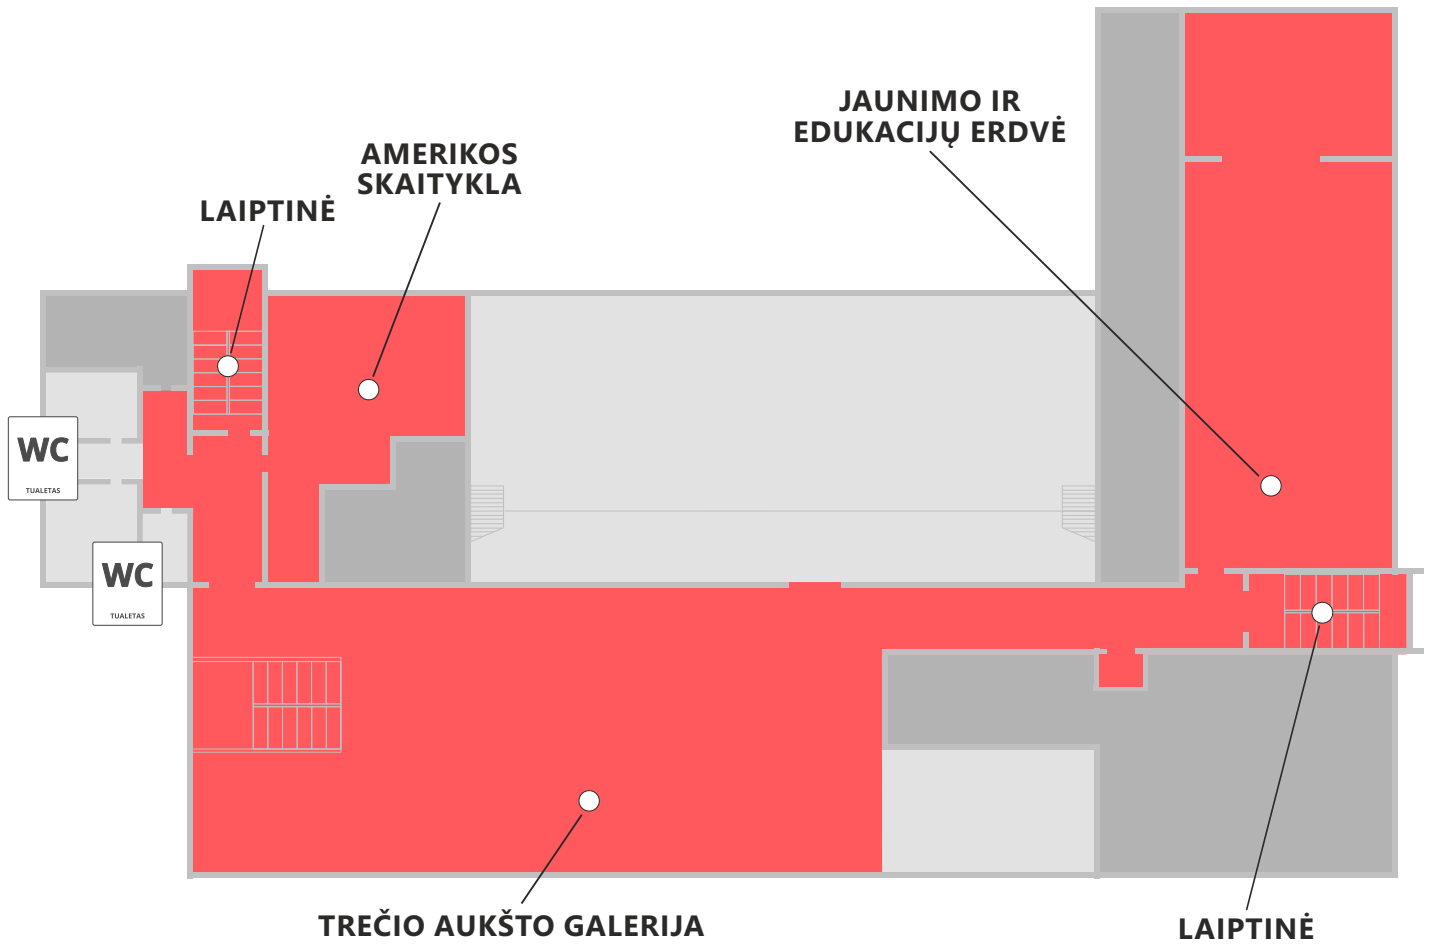 JAUNIMO IR
EDUKACIJŲ ERDVĖ
AMERIKOS
SKAITYKLA
LAIPTINĖ
WC
TUALETAS
WC
TUALETAS
TREČIO AUKŠTO GALERIJA
LAIPTINĖ